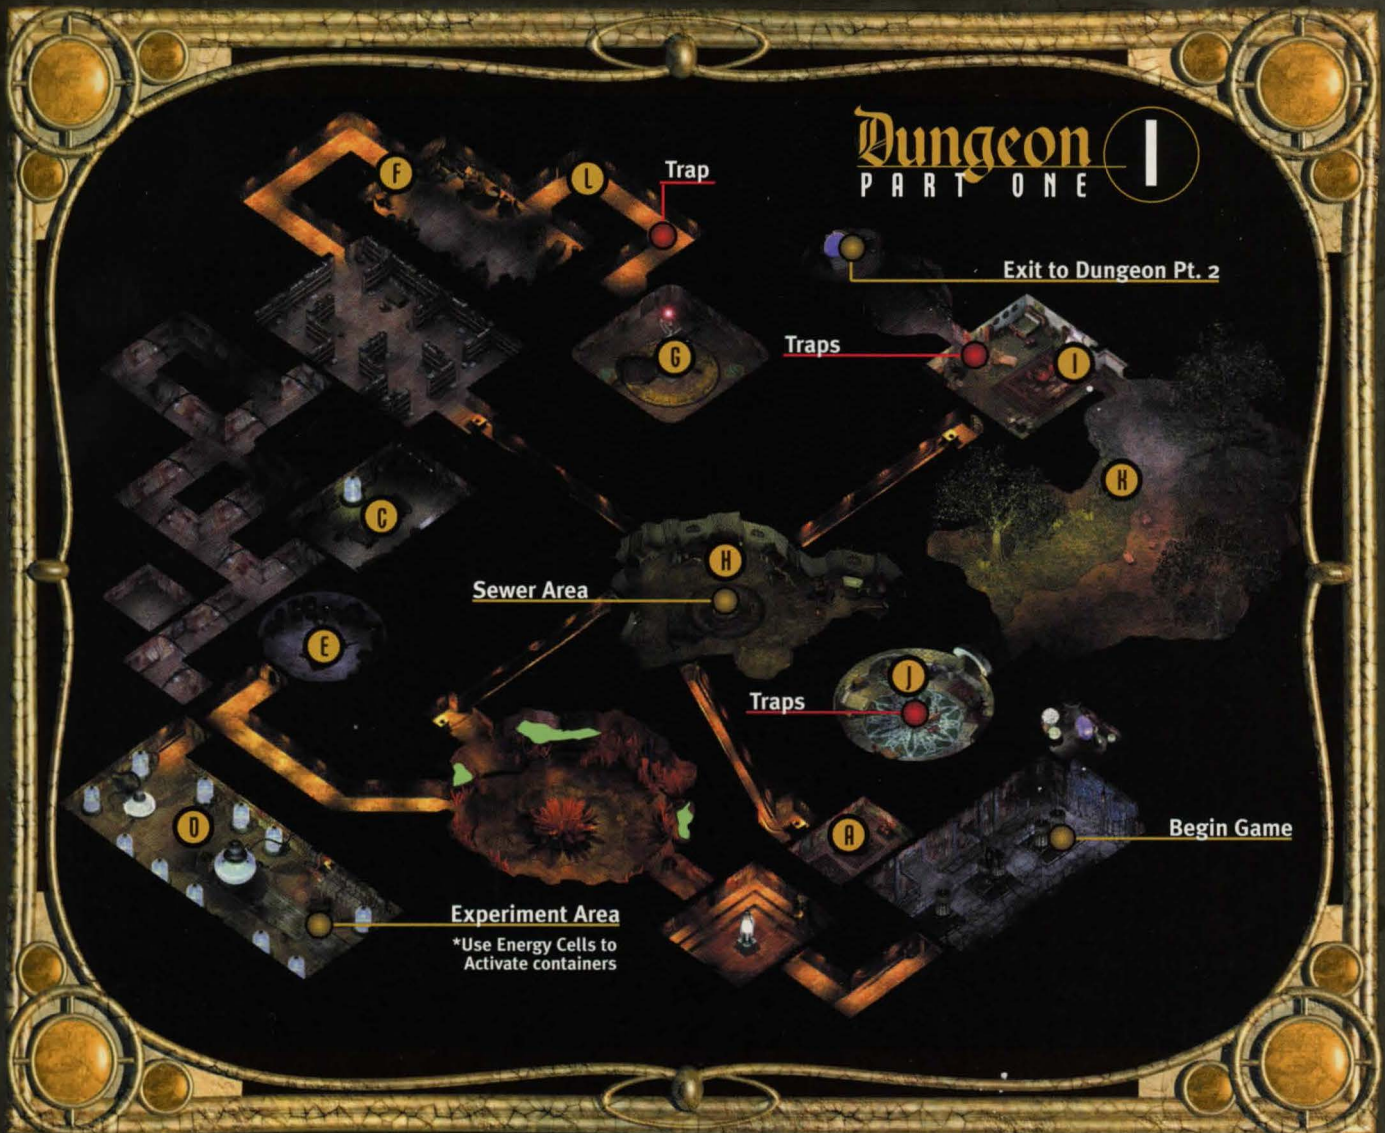 Dungeon
PART ONE
1
F
L
Trap
Exit to Dungeon Pt. 2
Traps
G
I
K
C
H
Sewer Area
E
J
Traps
D
A
Begin Game
Experiment Area
*Use Energy Cells to
Activate containers